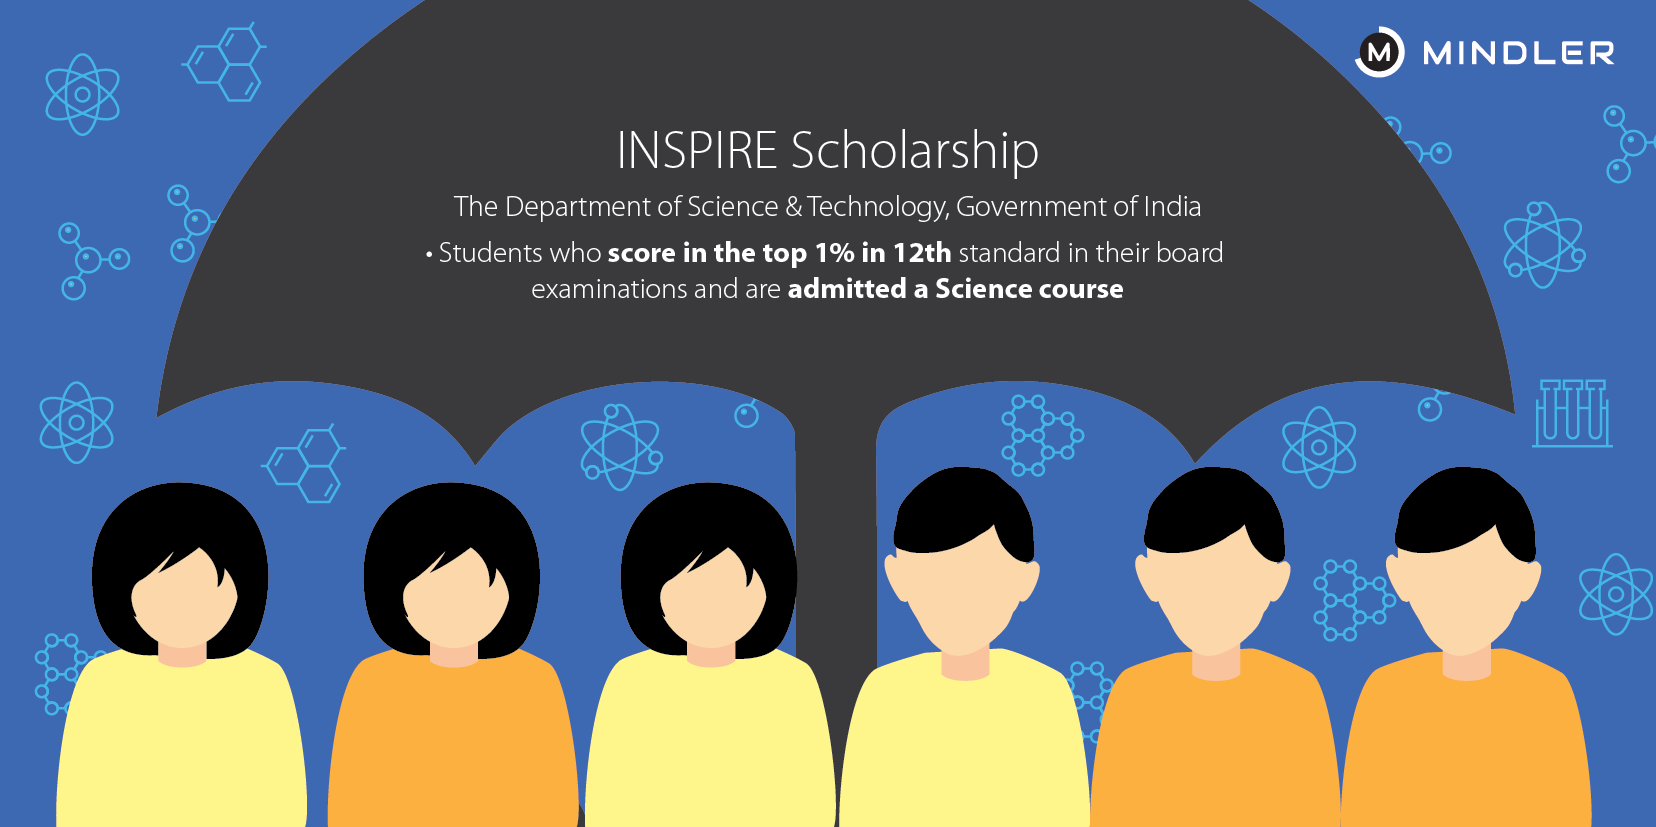 M MINDLER
INSPIRE Scholarship
The Department of Science & Technology, Government of India
• Students who score in the top 1% in 12th standard in their board
examinations and are admitted a Science course